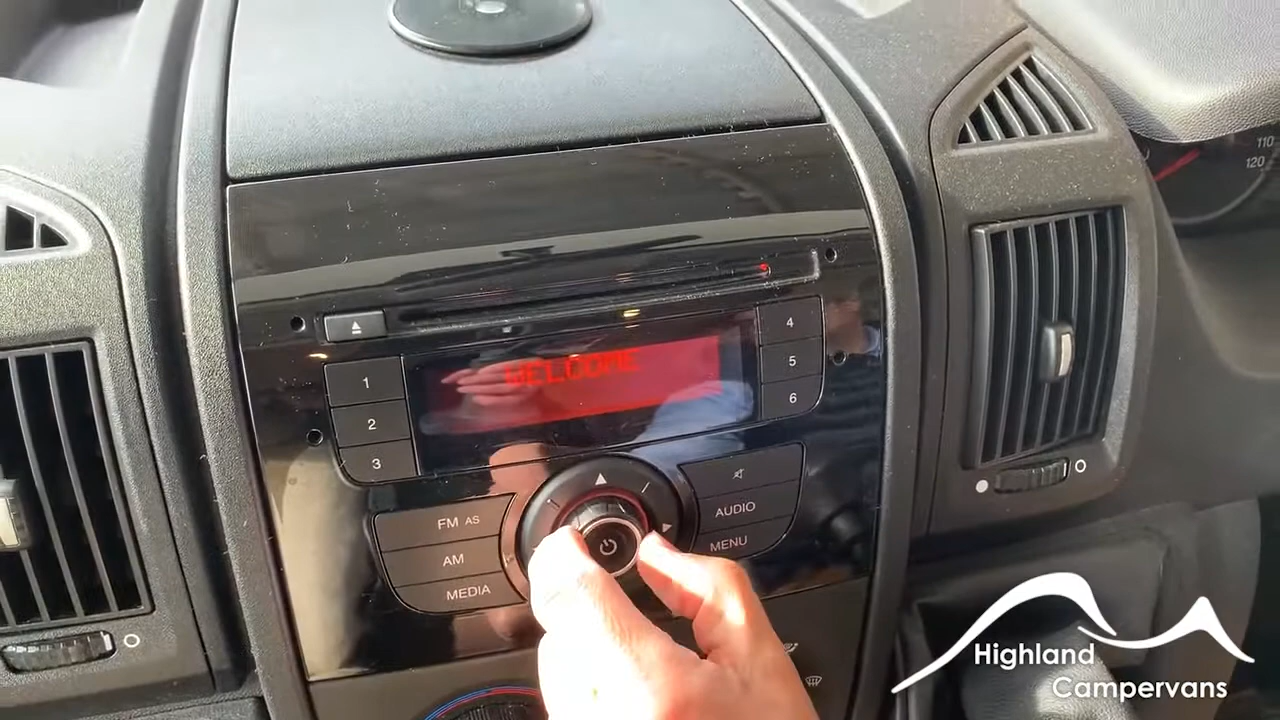 110
120
WELCOME
1
2
3
4
5
6
FM AS
AM
MEDIA
AUDIO
MENU
Highland
Campervans